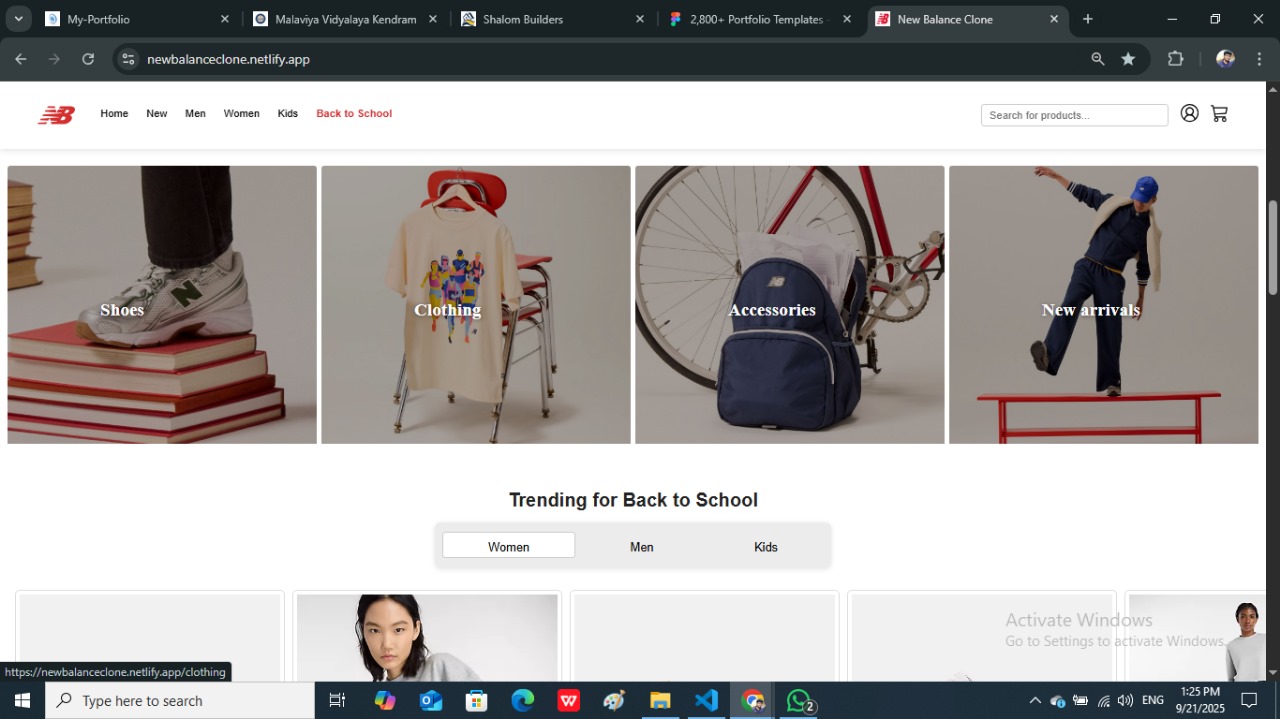 My-Portfolio
Malaviya Vidyalaya Kendram
Shalom Builders
2,800+ Portfolio Templates -
New Balance Clone
newbalanceclone.netlify.app
NB Home New Men Women Kids Back to School
Search for products...
N
Shoes
Clothing
Accessories
New arrivals
Trending for Back to School
Women Men Kids
Activate Windows
Go to Settings to activate Windows.
https://newbalanceclone.netlify.app/clothing
Type here to search
W
2
ENG
1:25 PM
9/21/2025